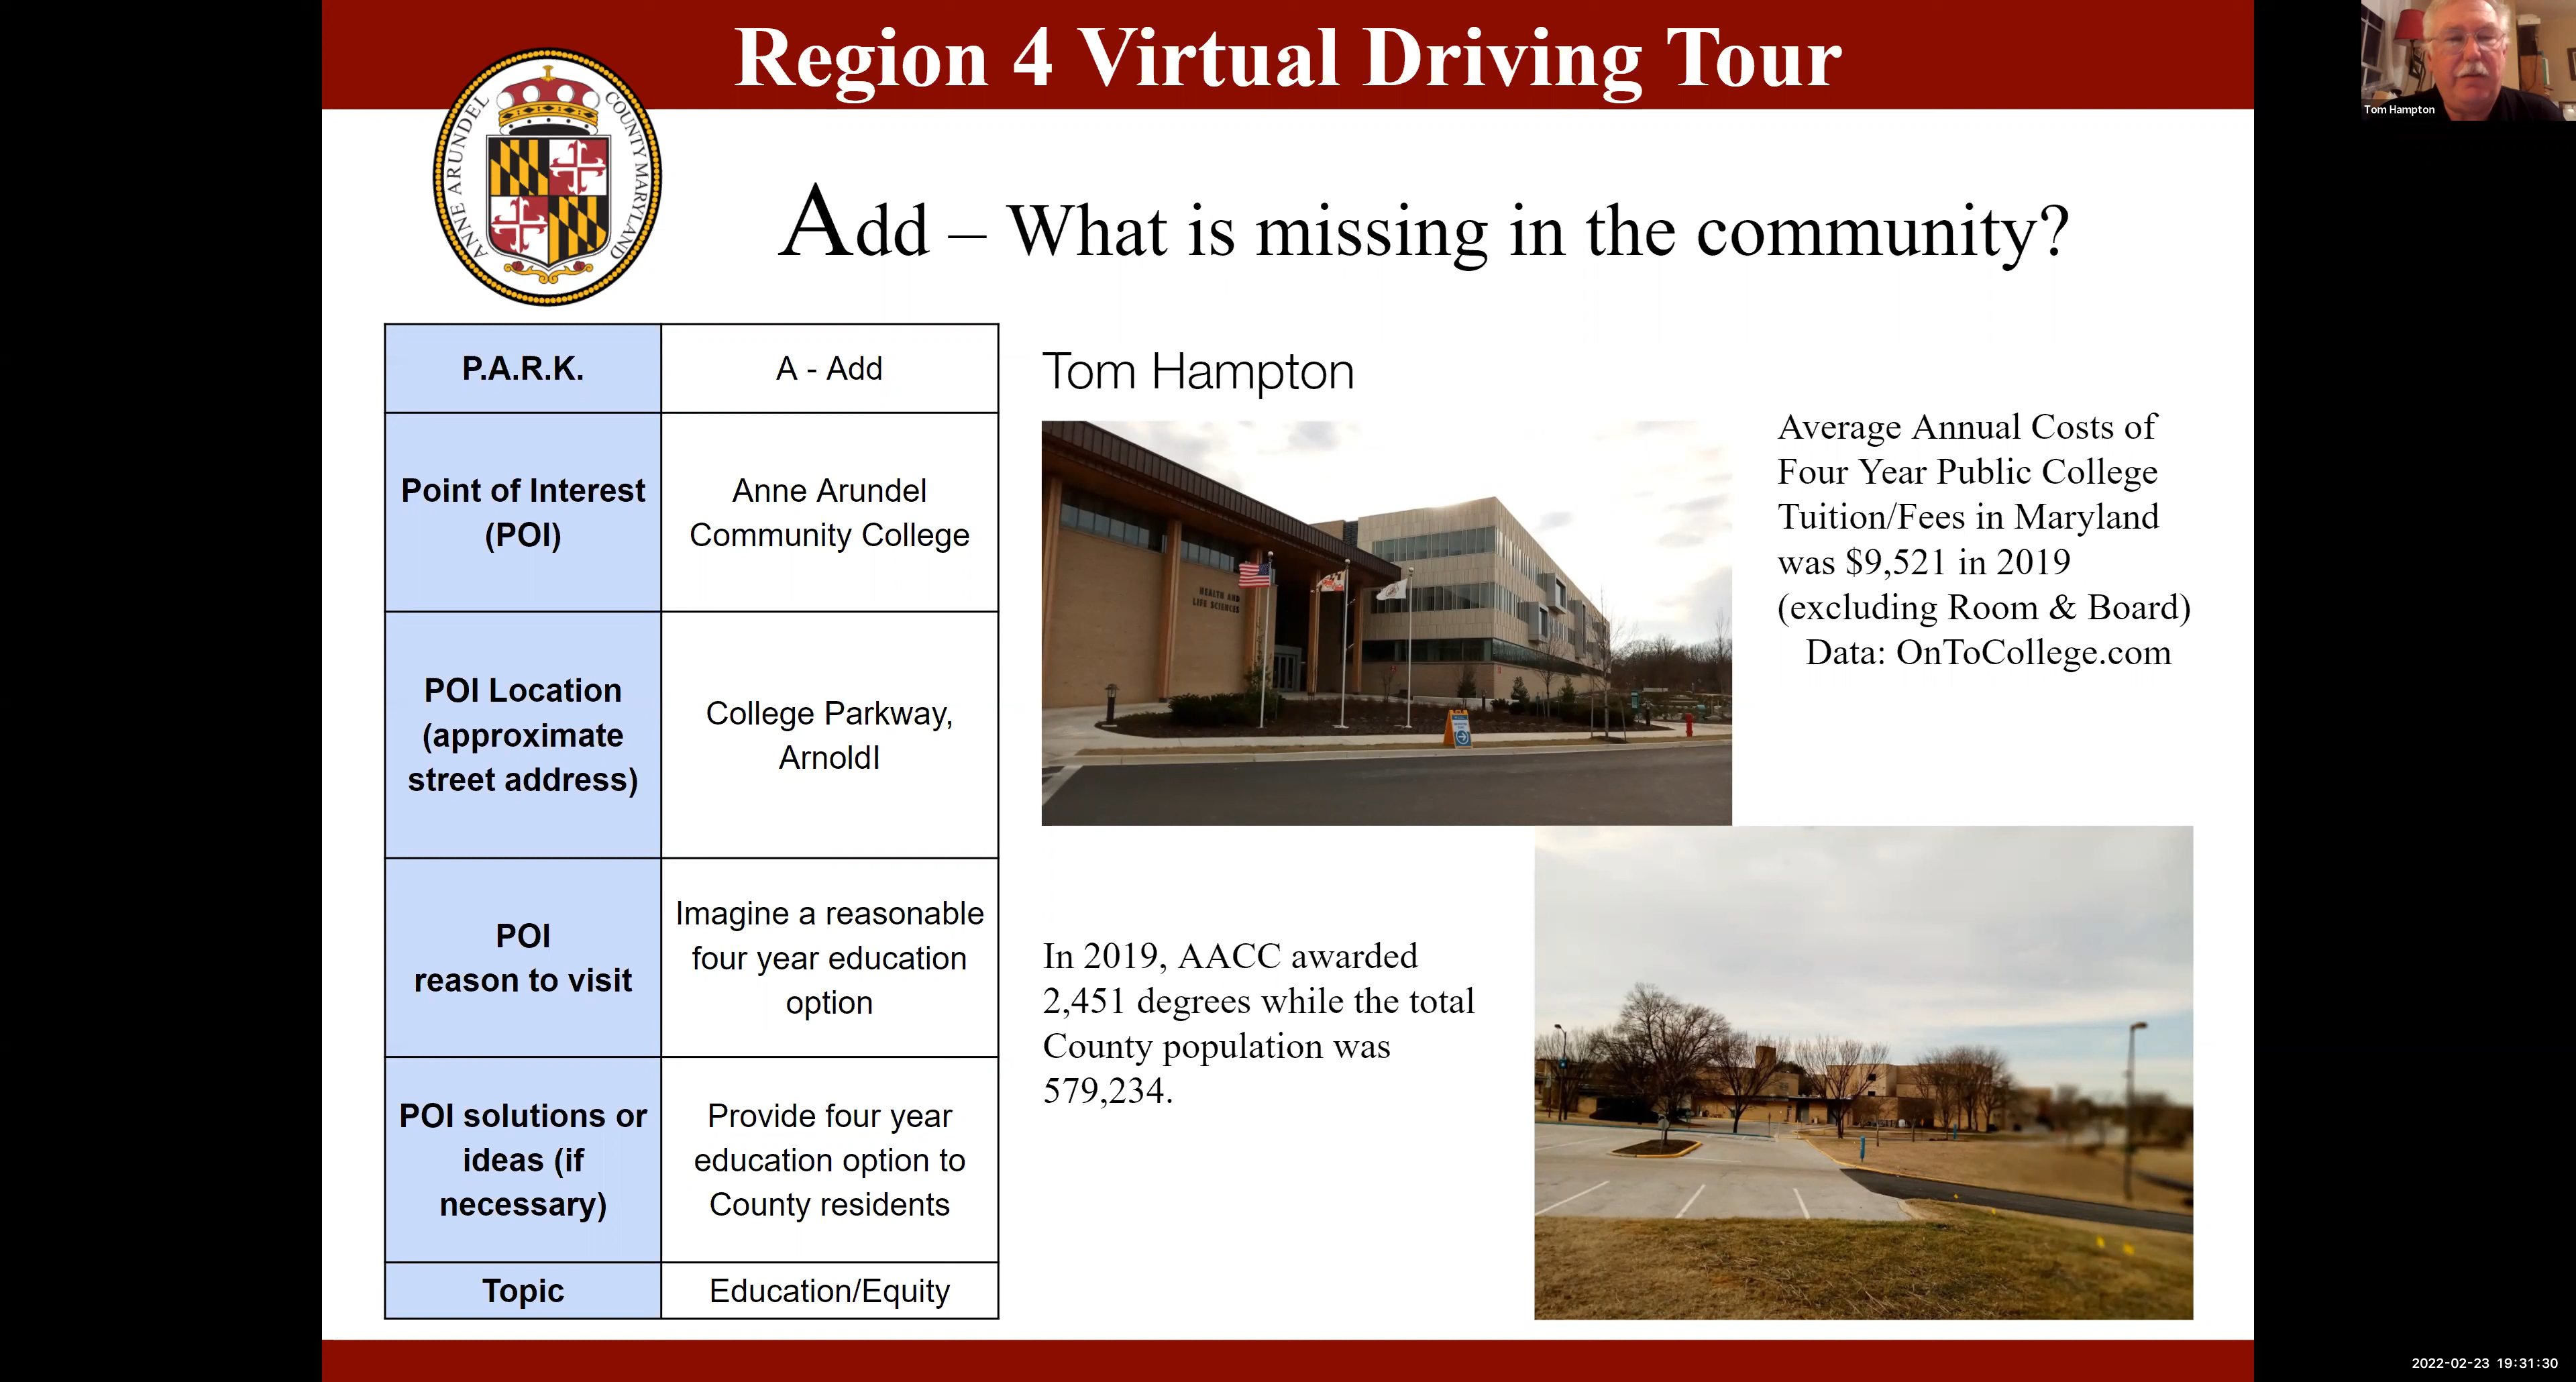 Region 4 Virtual Driving Tour
Tom Hampton
ANNE ARUNDEL COUNTY MARYLAND
Add – What is missing in the community?
P.A.R.K.
A - Add
Point of Interest
(POI)
Anne Arundel
Community College
POI Location
(approximate
street address)
College Parkway,
ArnoldI
POI
reason to visit
Imagine a reasonable
four year education
option
POI solutions or
ideas (if
necessary)
Provide four year
education option to
County residents
Topic
Education/Equity
Tom Hampton
HEALTH AND
LIFE SCIENCES
Average Annual Costs of
Four Year Public College
Tuition/Fees in Maryland
was $9,521 in 2019
(excluding Room & Board)
Data: OnToCollege.com
In 2019, AACC awarded
2,451 degrees while the total
County population was
579,234.
2022-02-23 19:31:30